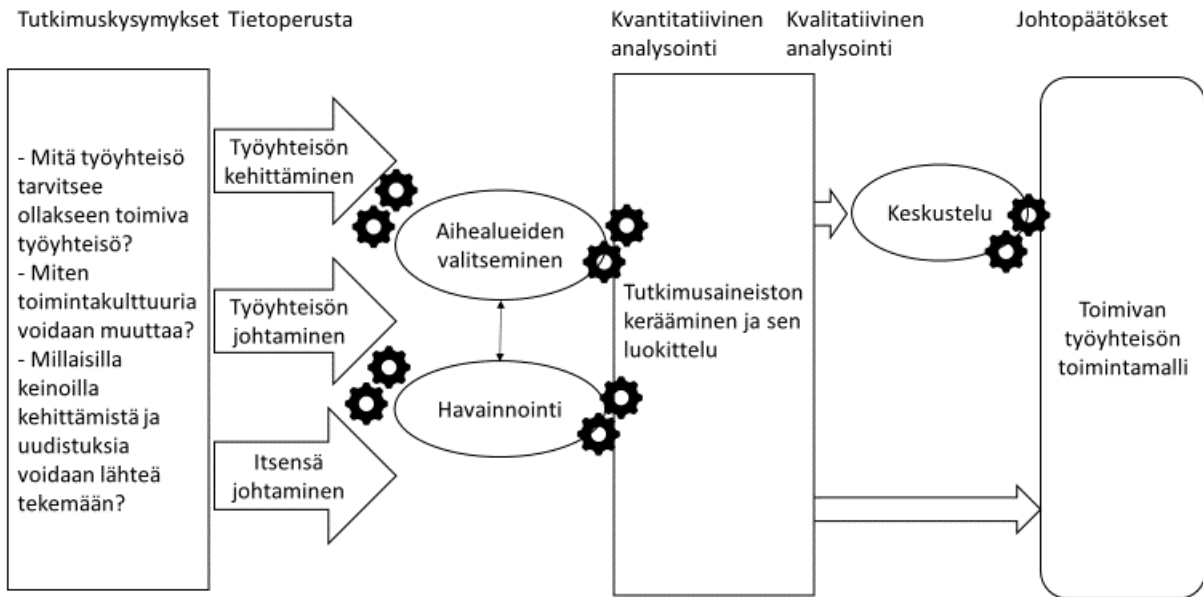 Tutkimuskysymykset
Tietoperusta
Kvantitatiivinen
analysointi
Kvalitatiivinen
analysointi
Johtopäätökset
- Mitä työyhteisö
tarvitsee
ollakseen toimiva
työyhteisö?
- Miten
toimintakulttuuria
voidaan muuttaa?
- Millaisilla
keinoilla
kehittämistä ja
uudistuksia
voidaan lähteä
tekemään?
Työyhteisön
kehittäminen
Työyhteisön
johtaminen
Itsensä
johtaminen
Aihealueiden
valitseminen
Havainnointi
Tutkimusaineiston
kerääminen ja sen
luokittelu
Keskustelu
Toimivan
työyhteisön
toimintamalli